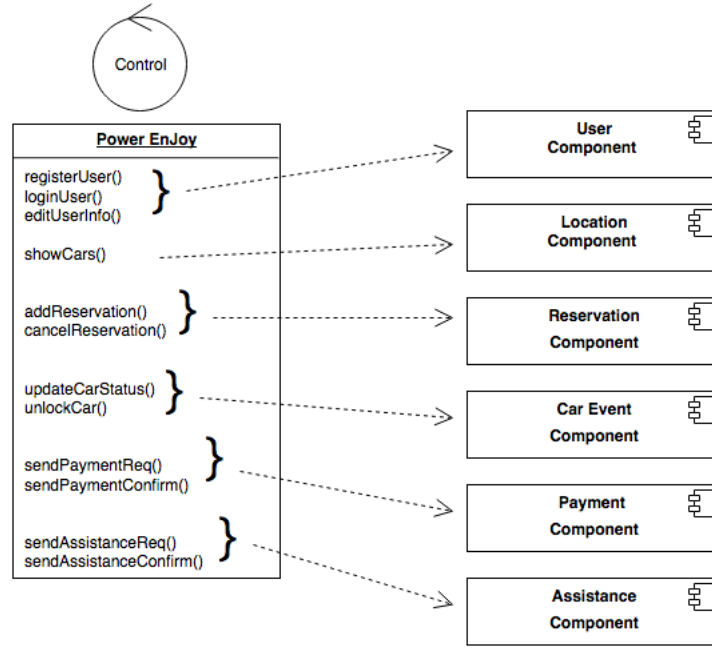 Control
Power EnJoy
registerUser()
loginUser()
editUserInfo()
showCars()
addReservation()
cancelReservation()
updateCarStatus()
unlockCar()
sendPaymentReq()
sendPaymentConfirm()
sendAssistanceReq()
sendAssistanceConfirm()
User
Component
Location
Component
Reservation
Component
Car Event
Component
Payment
Component
Assistance
Component